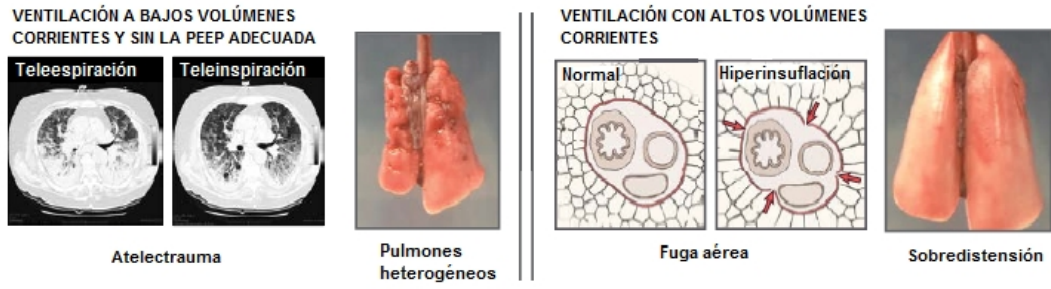 VENTILACIÓN A BAJOS VOLÚMENES
CORRIENTES Y SIN LA PEEP ADECUADA
Teleespiración
Teleinspiración
Atelectrauma
Pulmones
heterogéneos
VENTILACIÓN CON ALTOS VOLÚMENES
CORRIENTES
Normal
Hiperinsuflación
Fuga aérea
Sobredistensión